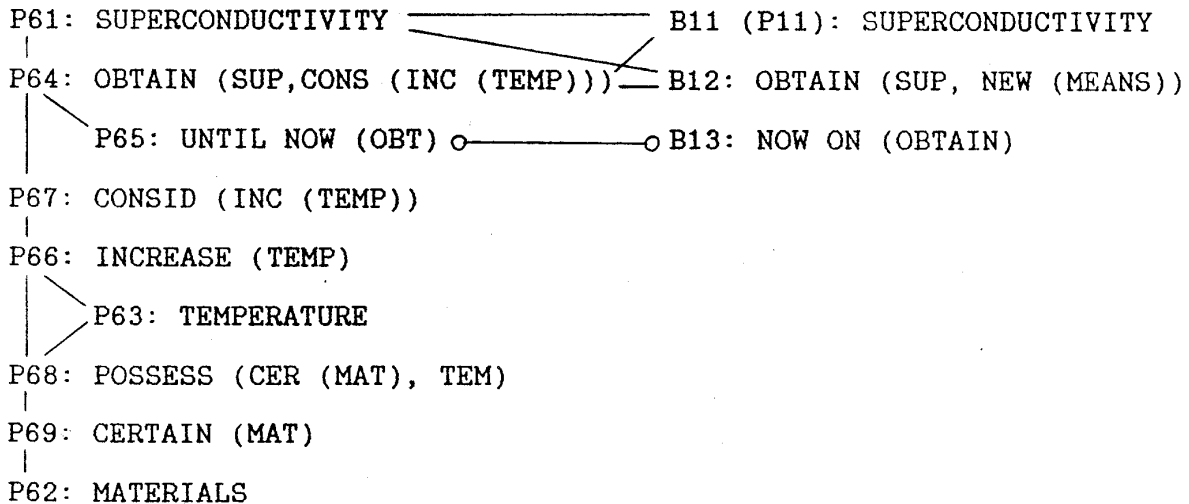 P61: SUPERCONDUCTIVITY B11 (P11): SUPERCONDUCTIVITY
P64: OBTAIN (SUP,CONS (INC (TEMP))) B12: OBTAIN (SUP, NEW (MEANS))
P65: UNTIL NOW (OBT) B13: NOW ON (OBTAIN)
P67: CONSID (INC (TEMP))
P66: INCREASE (TEMP)
P63: TEMPERATURE
P68: POSSESS (CER (MAT), TEM)
P69: CERTAIN (MAT)
P62: MATERIALS